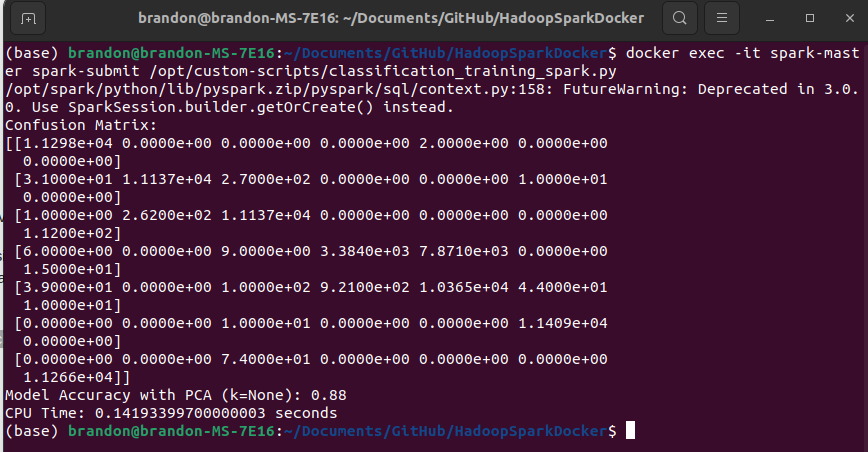 brandon@brandon-MS-7E16: ~/Documents/GitHub/HadoopSparkDocker
(base) brandon@brandon-MS-7E16:~/Documents/GitHub/HadoopSparkDocker$ docker exec -it spark-mast
er spark-submit /opt/custom-scripts/classification_training_spark.py
/opt/spark/python/lib/pyspark.zip/pyspark/sql/context.py:158: FutureWarning: Deprecated in 3.0.
0. Use SparkSession.builder.getOrCreate() instead.
Confusion Matrix:
[[1.1298e+04 0.0000e+00 0.0000e+00 0.0000e+00 2.0000e+00 0.0000e+00
0.0000e+00]
[3.1000e+01 1.1137e+04 2.7000e+02 0.0000e+00 0.0000e+00 1.0000e+01
0.0000e+00]
[1.0000e+00 2.6200e+02 1.1137e+04 0.0000e+00 0.0000e+00 0.0000e+00
1.1200e+02]
[6.0000e+00 0.0000e+00 9.0000e+00 3.3840e+03 7.8710e+03 0.0000e+00
1.5000e+01]
[3.9000e+01 0.0000e+00 1.0000e+02 9.2100e+02 1.0365e+04 4.4000e+01
1.0000e+01]
[0.0000e+00 0.0000e+00 1.0000e+01 0.0000e+00 0.0000e+00 1.1409e+04
0.0000e+00]
[0.0000e+00 0.0000e+00 7.4000e+01 0.0000e+00 0.0000e+00 0.0000e+00
1.1266e+04]]
Model Accuracy with PCA (k=None): 0.88
CPU Time: 0.14193399700000003 seconds
(base) brandon@brandon-MS-7E16:~/Documents/GitHub/HadoopSparkDocker$